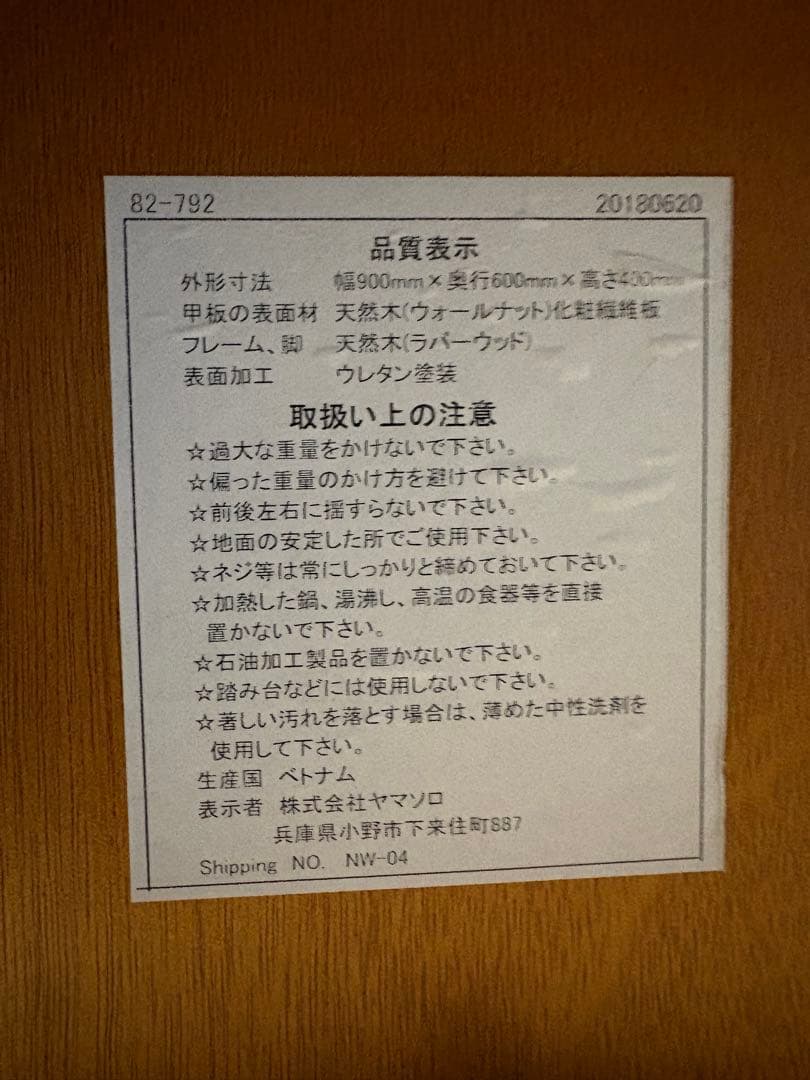 82-792 20180620
品質表示
外形寸法 幅900mm×奥行600mm×高さ400mm
甲板の表面材 天然木(ウォールナット)化粧繊維板
フレーム、脚 天然木(ラバーウッド)
表面加工 ウレタン塗装
取扱い上の注意
☆過大な重量をかけないで下さい。
☆偏った重量のかけ方を避けて下さい。
☆前後左右に揺すらないで下さい。
☆地面の安定した所でご使用下さい。
☆ネジ等は常にしっかりと締めておいて下さい。
☆加熱した鍋、湯沸し、高温の食器等を直接
置かないで下さい。
☆石油加工製品を置かないで下さい。
☆踏み台などには使用しないで下さい。
☆著しい汚れを落とす場合は、薄めた中性洗剤を
使用して下さい。
生産国 ベトナム
表示者 株式会社ヤマソロ
兵庫県小野市下来住町887
Shipping NO. NW-04